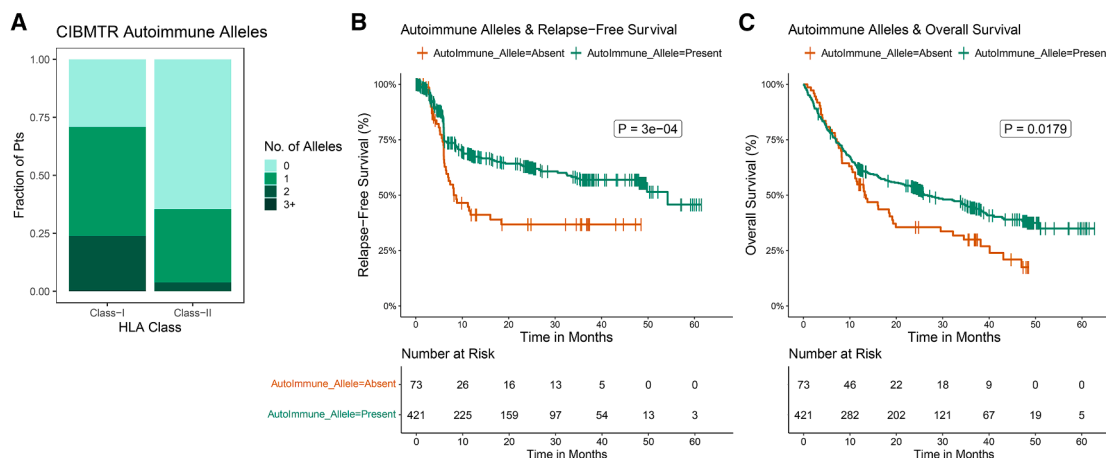 A
CIBMTR Autoimmune Alleles
1.00
0.75
0.50
0.25
0.00
Fraction of Pts
Class−I
Class−II
HLA Class
No. of Alleles
0
1
2
3+
B
Autoimmune Alleles & Relapse−Free Survival
AutoImmune_Allele=Absent
AutoImmune_Allele=Present
100%
75%
50%
25%
0%
Relapse−Free Survival (%)
P = 3e−04
0 10 20 30 40 50 60
Time in Months
Number at Risk
AutoImmune_Allele=Absent 73 26 16 13 5 0 0
AutoImmune_Allele=Present 421 225 159 97 54 13 3
0 10 20 30 40 50 60
Time in Months
C
Autoimmune Alleles & Overall Survival
AutoImmune_Allele=Absent
AutoImmune_Allele=Present
100%
75%
50%
25%
0%
Overall Survival (%)
P = 0.0179
0 10 20 30 40 50 60
Time in Months
Number at Risk
73 46 22 18 9 0 0
421 282 202 121 67 19 5
0 10 20 30 40 50 60
Time in Months